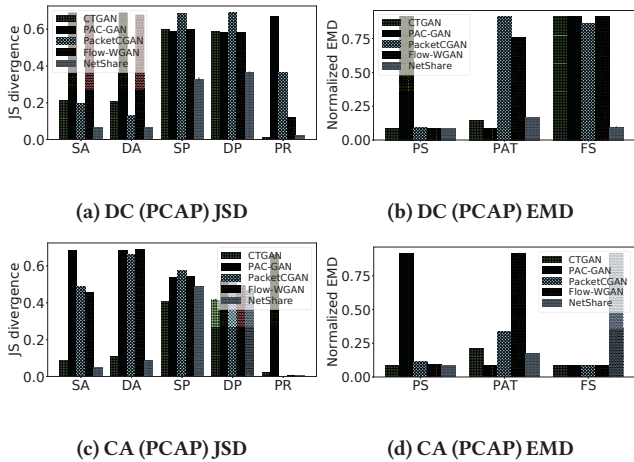 JS divergence
0.6
0.4
0.2
0.0
CTGAN
PAC-GAN
PacketCGAN
Flow-WGAN
NetShare
SA DA SP DP PR
(a) DC (PCAP) JSD
Normalized EMD
0.75
0.50
0.25
0.00
CTGAN
PAC-GAN
PacketCGAN
Flow-WGAN
NetShare
PS PAT FS
(b) DC (PCAP) EMD
JS divergence
0.6
0.4
0.2
0.0
CTGAN
PAC-GAN
PacketCGAN
Flow-WGAN
NetShare
SA DA SP DP PR
(c) CA (PCAP) JSD
Normalized EMD
0.75
0.50
0.25
0.00
CTGAN
PAC-GAN
PacketCGAN
Flow-WGAN
NetShare
PS PAT FS
(d) CA (PCAP) EMD